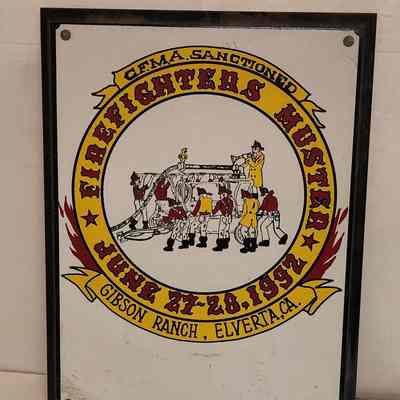 C.F.M.A. SANCTIONED
FIREFIGHTERS MUSTER
JUNE 27-28, 1992
GIBSON RANCH, ELVERTA, CA.